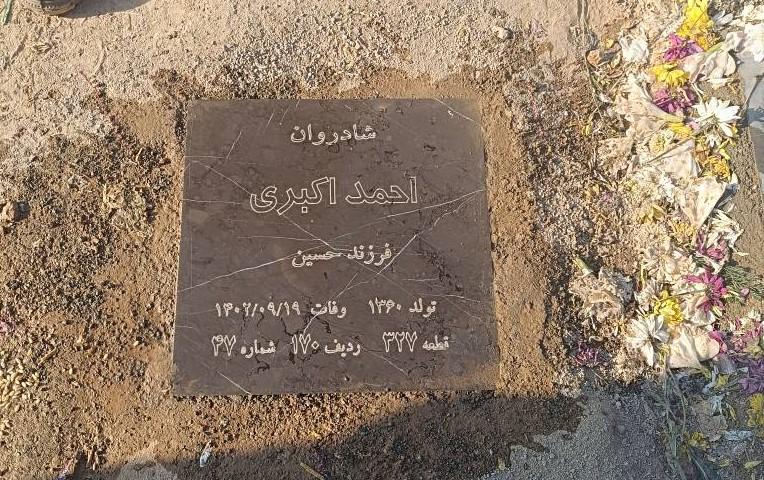 شادروان
احمد اکبری
فرزند حسین
تولد ۱۳۶۰ وفات ۱۴۰۲/۰۹/۱۹
قطعه ۳۲۷ ردیف ۱۷۰ شماره ۴۷